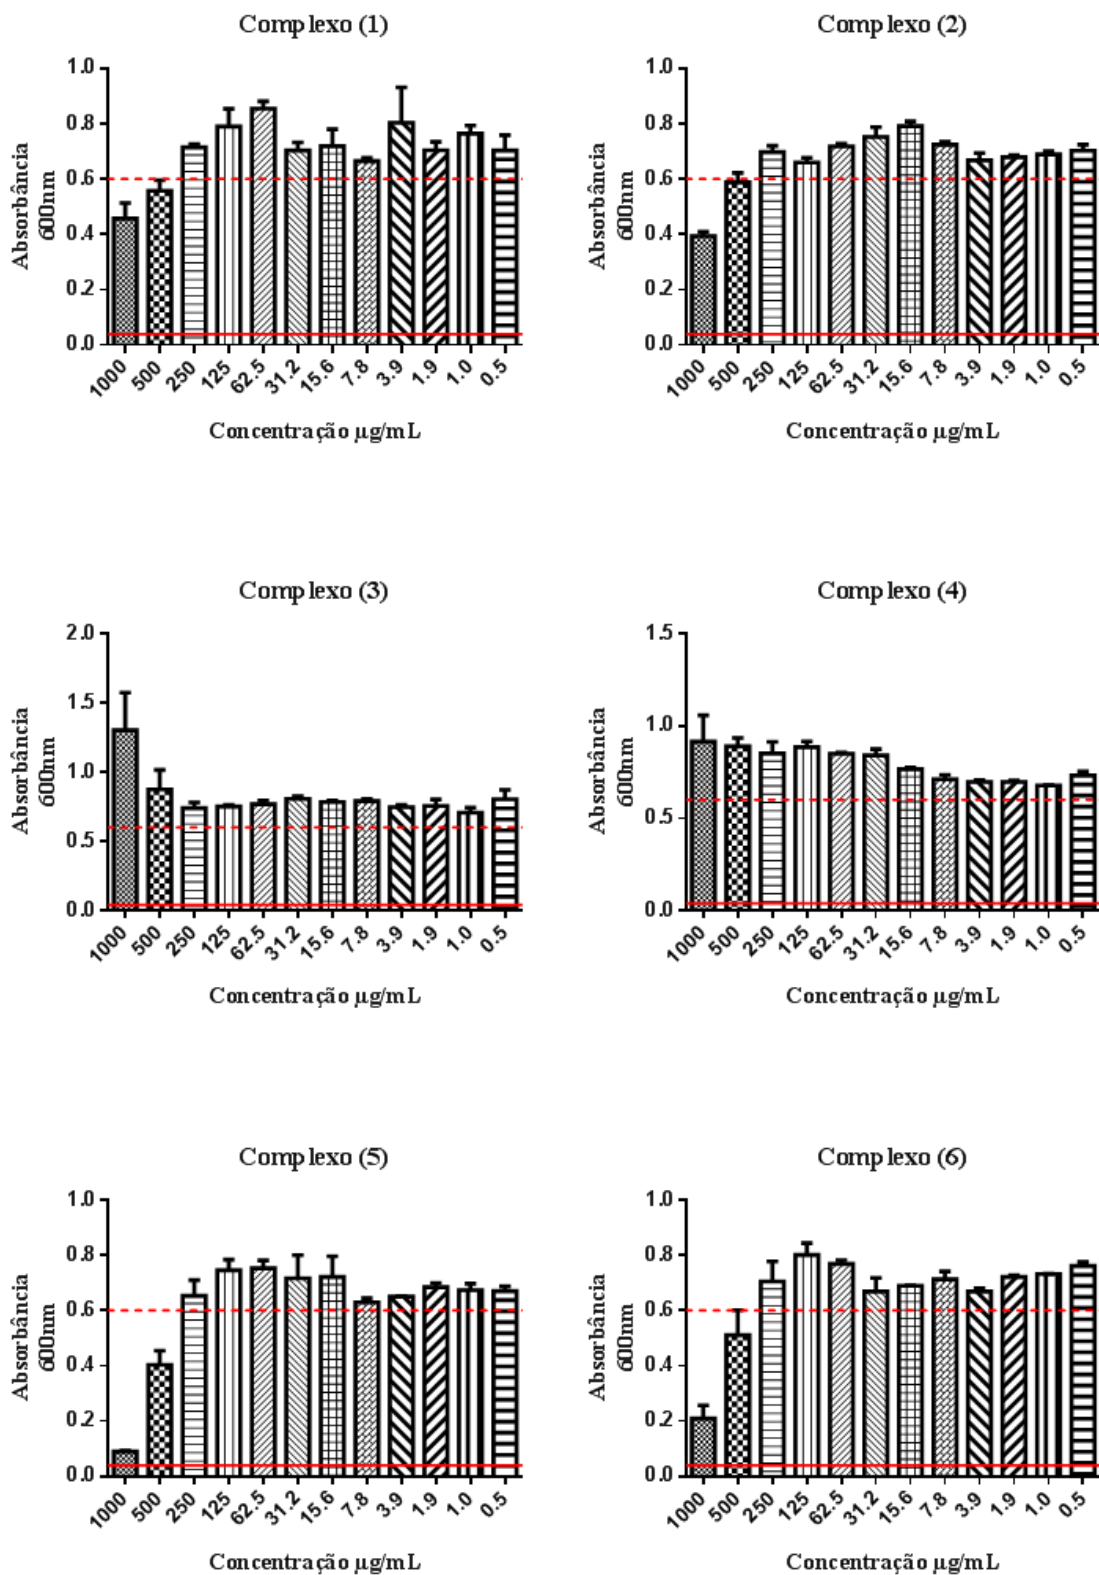 Complexo (1)
Absorbância
600nm
1.0
0.8
0.6
0.4
0.2
0.0
1000 500 250 125 62.5 31.2 15.6 7.8 3.9 1.9 1.0 0.5
Concentração µg/mL
Complexo (2)
Absorbância
600nm
1.0
0.8
0.6
0.4
0.2
0.0
1000 500 250 125 62.5 31.2 15.6 7.8 3.9 1.9 1.0 0.5
Concentração µg/mL
Complexo (3)
Absorbância
600nm
2.0
1.5
1.0
0.5
0.0
1000 500 250 125 62.5 31.2 15.6 7.8 3.9 1.9 1.0 0.5
Concentração µg/mL
Complexo (4)
Absorbância
600nm
1.5
1.0
0.5
0.0
1000 500 250 125 62.5 31.2 15.6 7.8 3.9 1.9 1.0 0.5
Concentração µg/mL
Complexo (5)
Absorbância
600nm
1.0
0.8
0.6
0.4
0.2
0.0
1000 500 250 125 62.5 31.2 15.6 7.8 3.9 1.9 1.0 0.5
Concentração µg/mL
Complexo (6)
Absorbância
600nm
1.0
0.8
0.6
0.4
0.2
0.0
1000 500 250 125 62.5 31.2 15.6 7.8 3.9 1.9 1.0 0.5
Concentração µg/mL